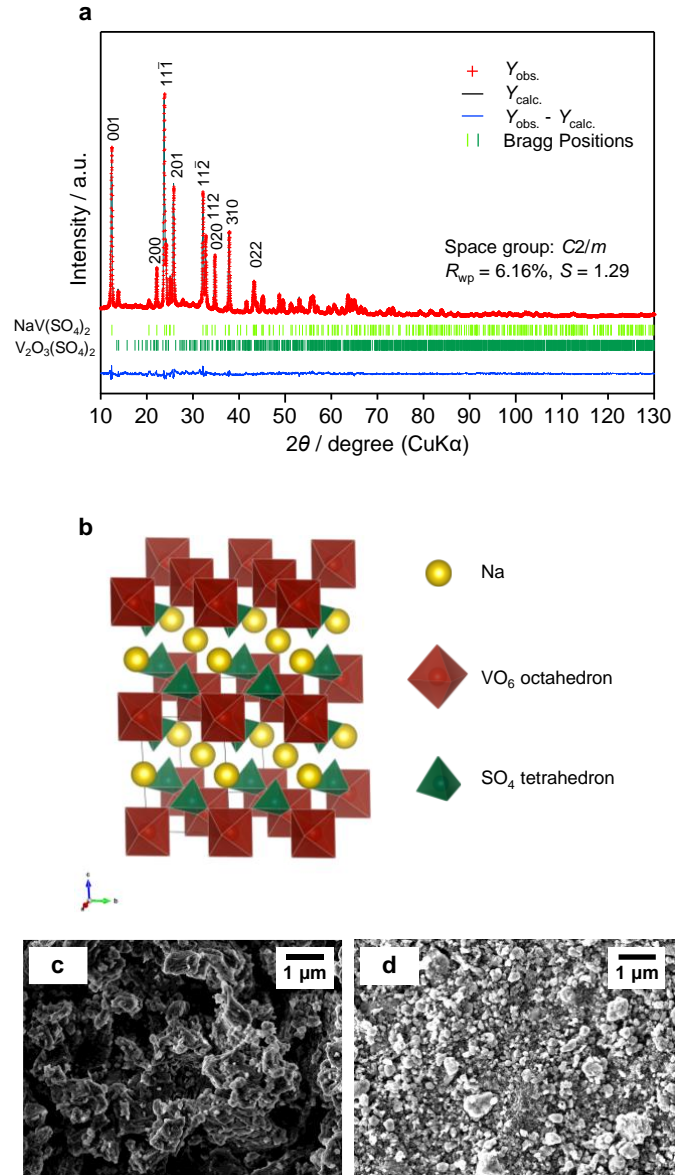 a
Intensity / a.u.
001
200
111̅
201
112̅
020
112
310
022
Yobs.
Ycalc.
Yobs. - Ycalc.
Bragg Positions
Space group: C2/m
Rwp = 6.16%, S = 1.29
NaV(SO4)2
V2O3(SO4)2
10 20 30 40 50 60 70 80 90 100 110 120 130
2θ / degree (CuKα)
b
Na
VO6 octahedron
SO4 tetrahedron
c
b
a
c
1 μm
d
1 μm